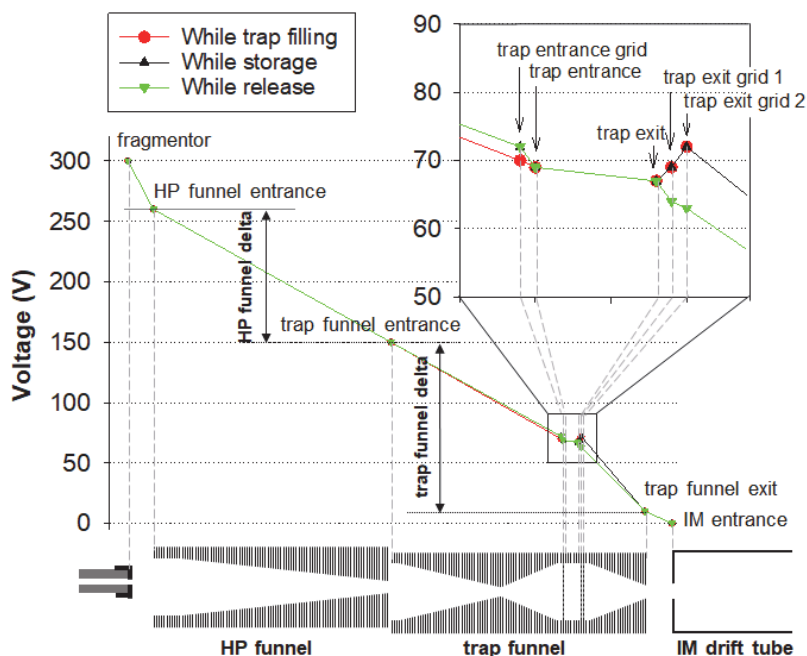 While trap filling
While storage
While release
90
80
70
60
50
trap entrance grid
trap entrance
trap exit grid 1
trap exit grid 2
trap exit
Voltage (V)
300
250
200
150
100
50
0
fragmentor
HP funnel entrance
HP funnel delta
trap funnel entrance
trap funnel delta
trap funnel exit
IM entrance
HP funnel
trap funnel
IM drift tube